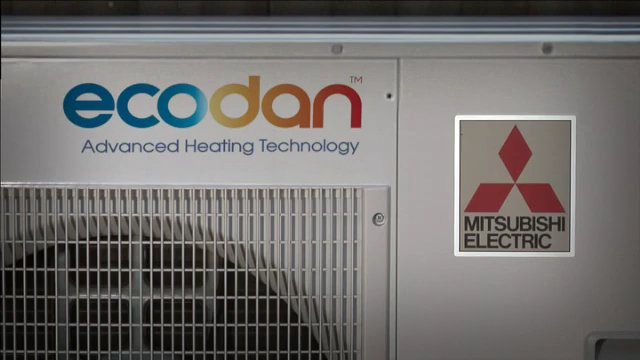 ecodan™
Advanced Heating Technology
MITSUBISHI
ELECTRIC